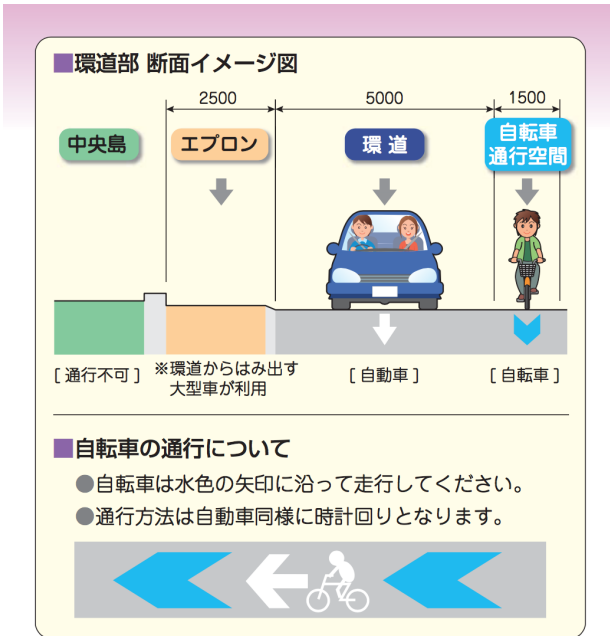 ■環道部 断面イメージ図
2500 5000 1500
中央島 エプロン 環道 自転車
通行空間
[ 通行不可 ] ※環道からはみ出す
大型車が利用
[ 自動車 ] [ 自転車 ]
■自転車の通行について
●自転車は水色の矢印に沿って走行してください。
●通行方法は自動車同様に時計回りとなります。